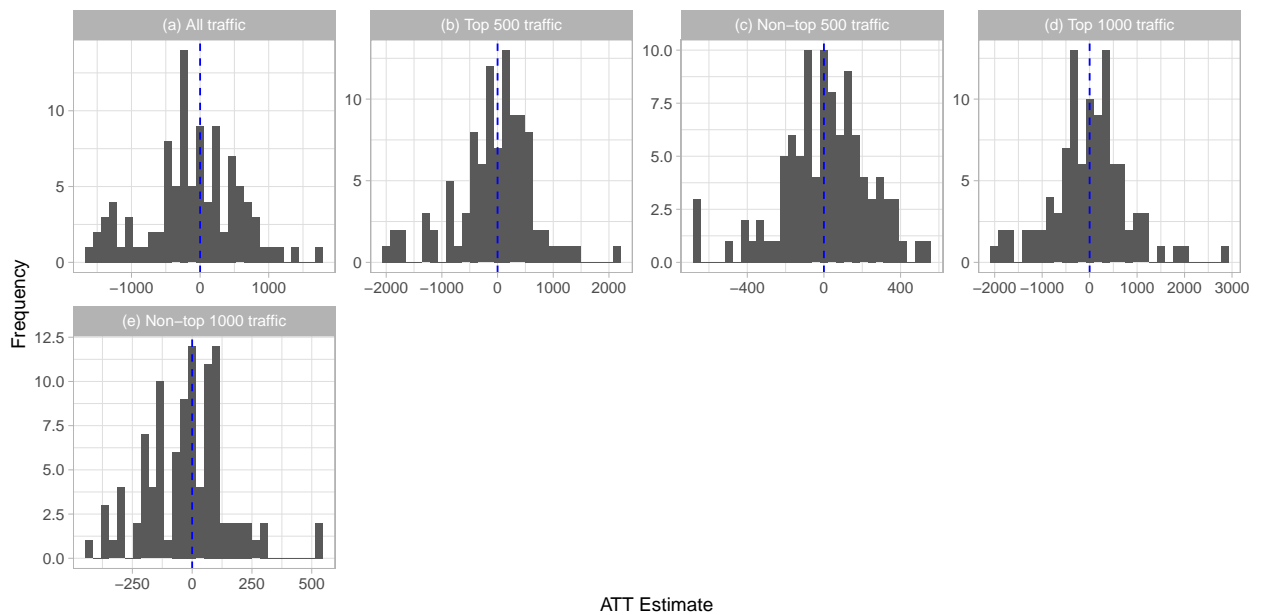 (a) All traffic
(b) Top 500 traffic
(c) Non−top 500 traffic
(d) Top 1000 traffic
10
5
0
−1000 0 1000
10
5
0
−2000 −1000 0 1000 2000
10.0
7.5
5.0
2.5
0.0
−400 0 400
10
5
0
−2000 −1000 0 1000 2000 3000
(e) Non−top 1000 traffic
12.5
10.0
7.5
5.0
2.5
0.0
−250 0 250 500
Frequency
ATT Estimate